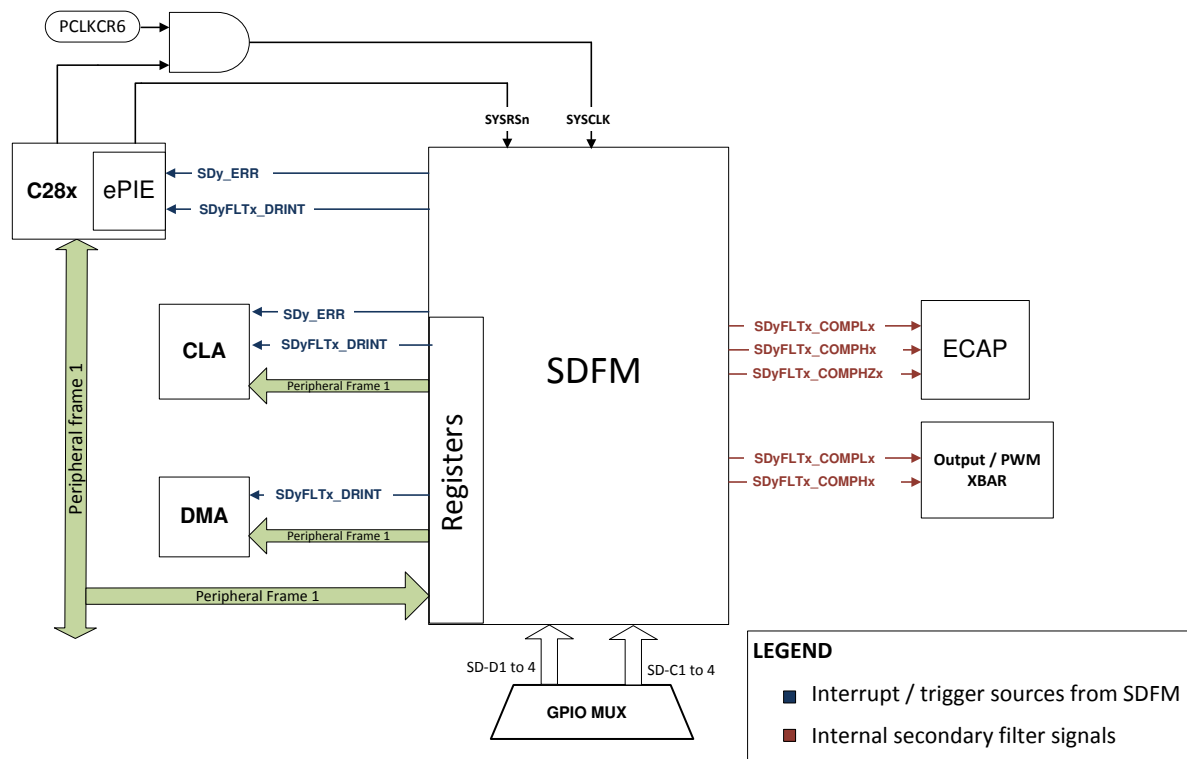 PCLKCR6
SYSRSn
SYSCLK
C28x
ePIE
SDy_ERR
SDyFLTx_DRINT
Peripheral frame 1
CLA
SDy_ERR
SDyFLTx_DRINT
Peripheral Frame 1
DMA
SDyFLTx_DRINT
Peripheral Frame 1
Peripheral Frame 1
Registers
SDFM
SDyFLTx_COMPLx
SDyFLTx_COMPHx
SDyFLTx_COMPHZx
ECAP
SDyFLTx_COMPLx
SDyFLTx_COMPHx
Output / PWM
XBAR
SD-D1 to 4
SD-C1 to 4
GPIO MUX
LEGEND
Interrupt / trigger sources from SDFM
Internal secondary filter signals